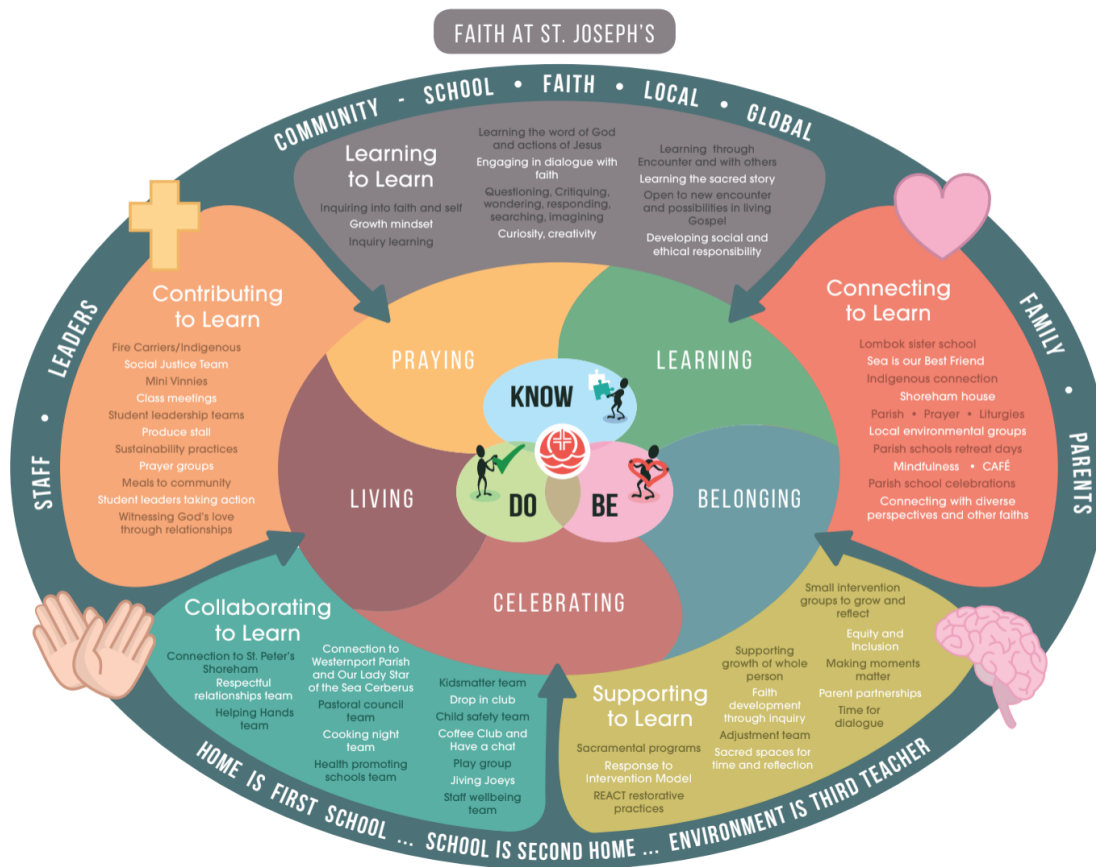 FAITH AT ST. JOSEPH'S
COMMUNITY - SCHOOL • FAITH • LOCAL • GLOBAL
STAFF • LEADERS
FAMILY • PARENTS
HOME IS FIRST SCHOOL ... SCHOOL IS SECOND HOME ... ENVIRONMENT IS THIRD TEACHER
Learning
to Learn
Inquiring into faith and self
Growth mindset
Inquiry learning
Learning the word of God
and actions of Jesus
Engaging in dialogue with
faith
Questioning, Critiquing,
wondering, responding,
searching, imagining
Curiosity, creativity
Learning through
Encounter and with others
Learning the sacred story
Open to new encounter
and possibilities in living
Gospel
Developing social and
ethical responsibility
Contributing
to Learn
Fire Carriers/Indigenous
Social Justice Team
Mini Vinnies
Class meetings
Student leadership teams
Produce stall
Sustainability practices
Prayer groups
Meals to community
Student leaders taking action
Witnessing God's love
through relationships
Connecting
to Learn
Lombok sister school
Sea is our Best Friend
Indigenous connection
Shoreham house
Parish • Prayer • Liturgies
Local environmental groups
Parish schools retreat days
Mindfulness • CAFÉ
Parish school celebrations
Connecting with diverse
perspectives and other faiths
PRAYING
LEARNING
LIVING
BELONGING
CELEBRATING
KNOW
DO
BE
Collaborating
to Learn
Connection to St. Peter's
Shoreham
Respectful
relationships team
Helping Hands
team
Connection to
Westernport Parish
and Our Lady Star
of the Sea Cerberus
Pastoral council
team
Cooking night
team
Health promoting
schools team
Kidsmatter team
Drop in club
Child safety team
Coffee Club and
Have a chat
Play group
Jiving Joeys
Staff wellbeing
team
Supporting
to Learn
Sacramental programs
Response to
Intervention Model
REACT restorative
practices
Supporting
growth of whole
person
Faith
development
through inquiry
Adjustment team
Sacred spaces for
time and reflection
Small intervention
groups to grow and
reflect
Equity and
Inclusion
Making moments
matter
Parent partnerships
Time for
dialogue